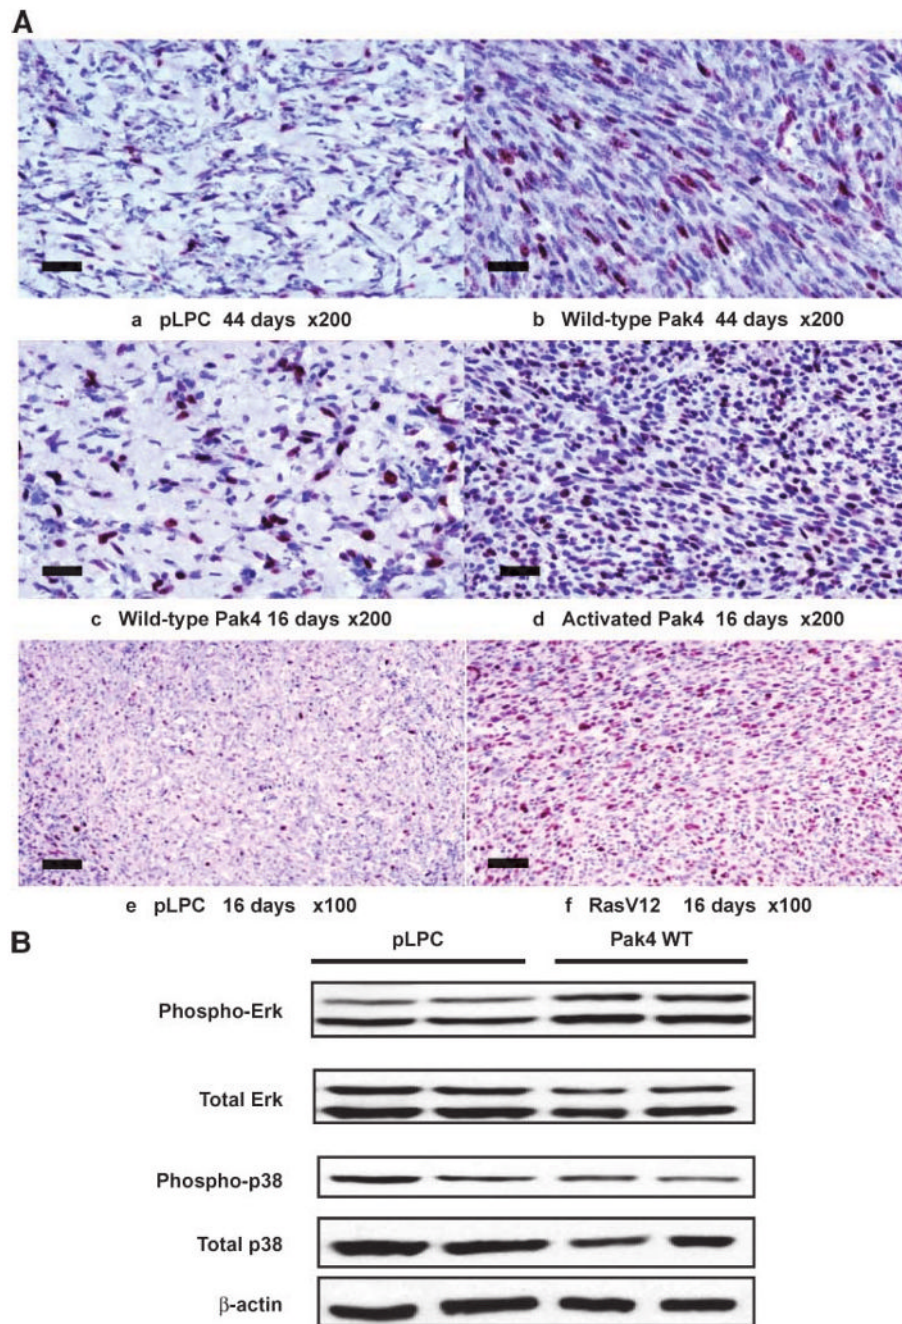 A
a pLPC 44 days x200
b Wild-type Pak4 44 days x200
c Wild-type Pak4 16 days x200
d Activated Pak4 16 days x200
e pLPC 16 days x100
f RasV12 16 days x100
B
pLPC Pak4 WT
Phospho-Erk
Total Erk
Phospho-p38
Total p38
β-actin